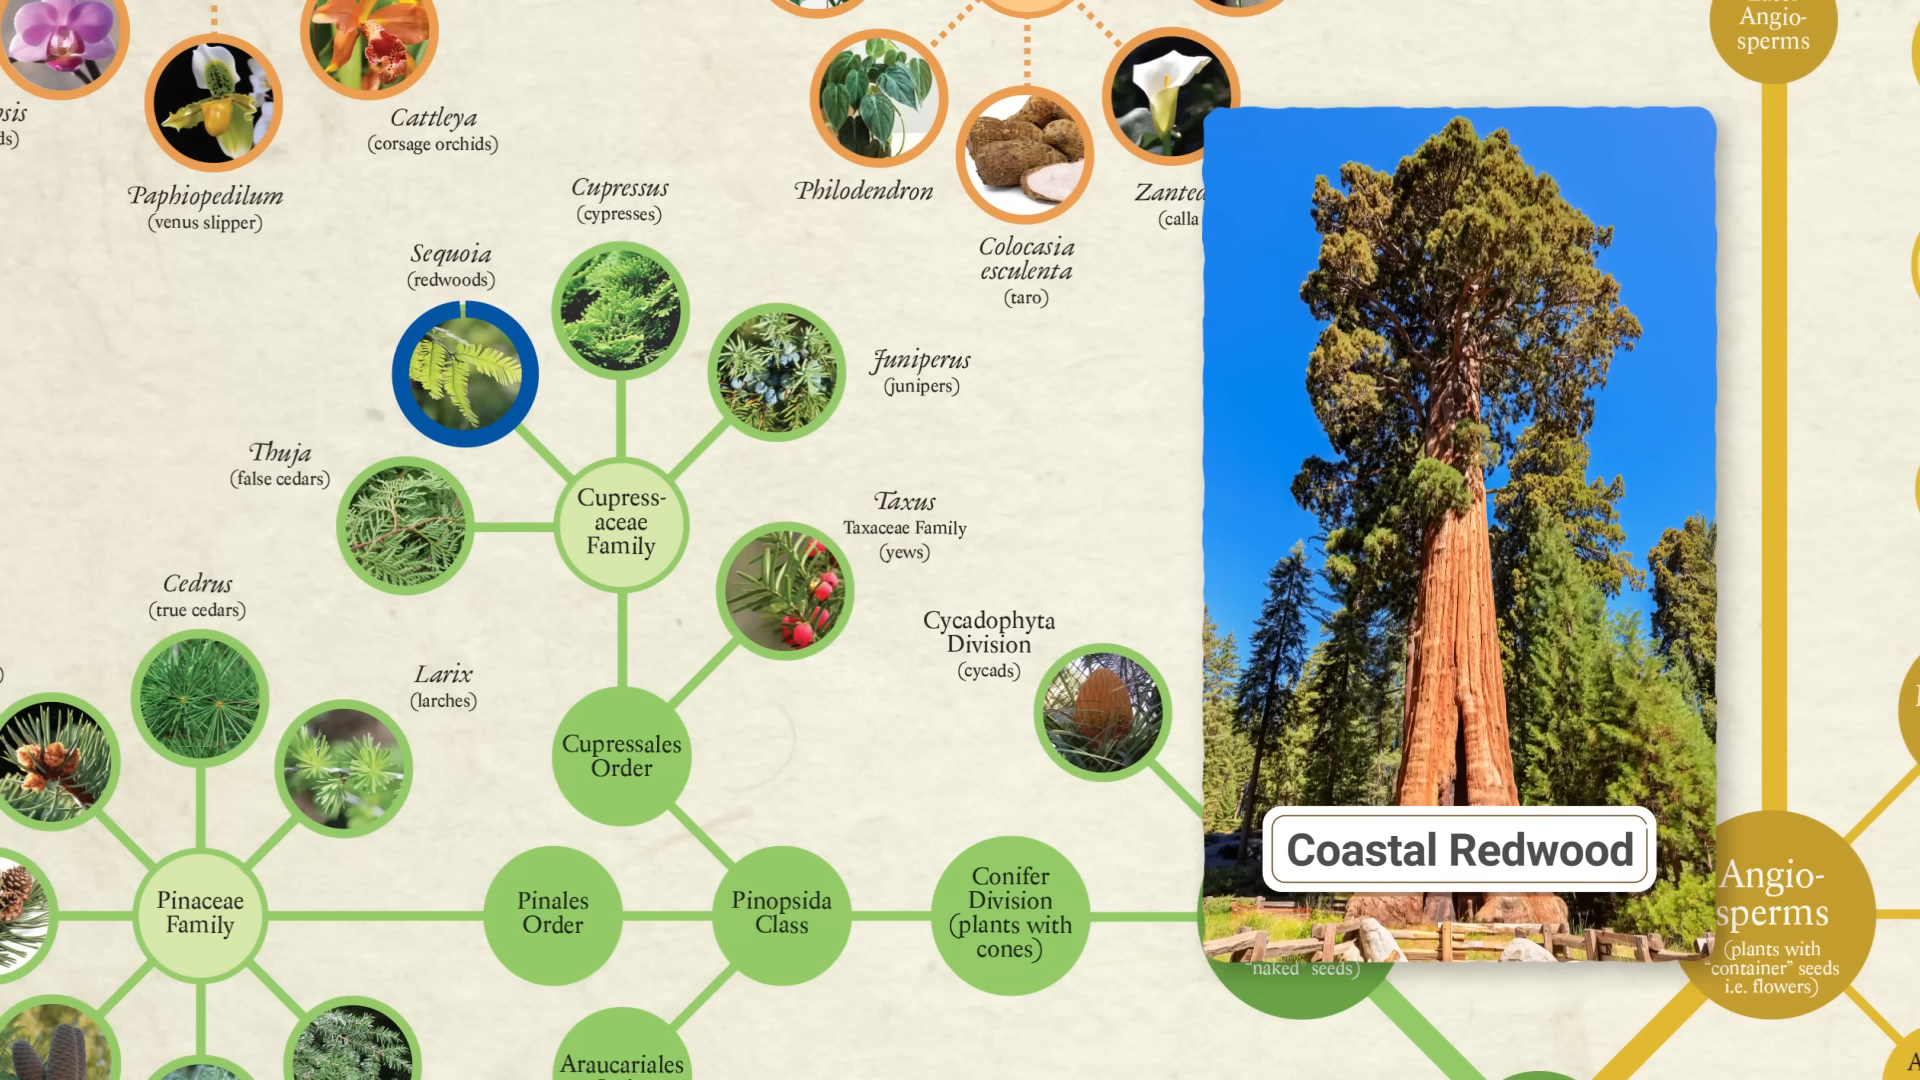 Angio-
sperms
Cattleya
(corsage orchids)
Paphiopedilum
(venus slipper)
Cupressus
(cypresses)
Philodendron
(calla
Colocasia
esculenta
(taro)
Sequoia
(redwoods)
Juniperus
(junipers)
Thuja
(false cedars)
Cupress-
aceae
Family
Taxus
Taxaceae Family
(yews)
Cedrus
(true cedars)
Cycadophyta
Division
(cycads)
Larix
(larches)
Cupressales
Order
Coastal Redwood
Pinaceae
Family
Pinales
Order
Pinopsida
Class
Conifer
Division
(plants with
cones)
"naked" seeds)
Angio-
sperms
(plants with
"container" seeds
i.e. flowers)
Araucariales